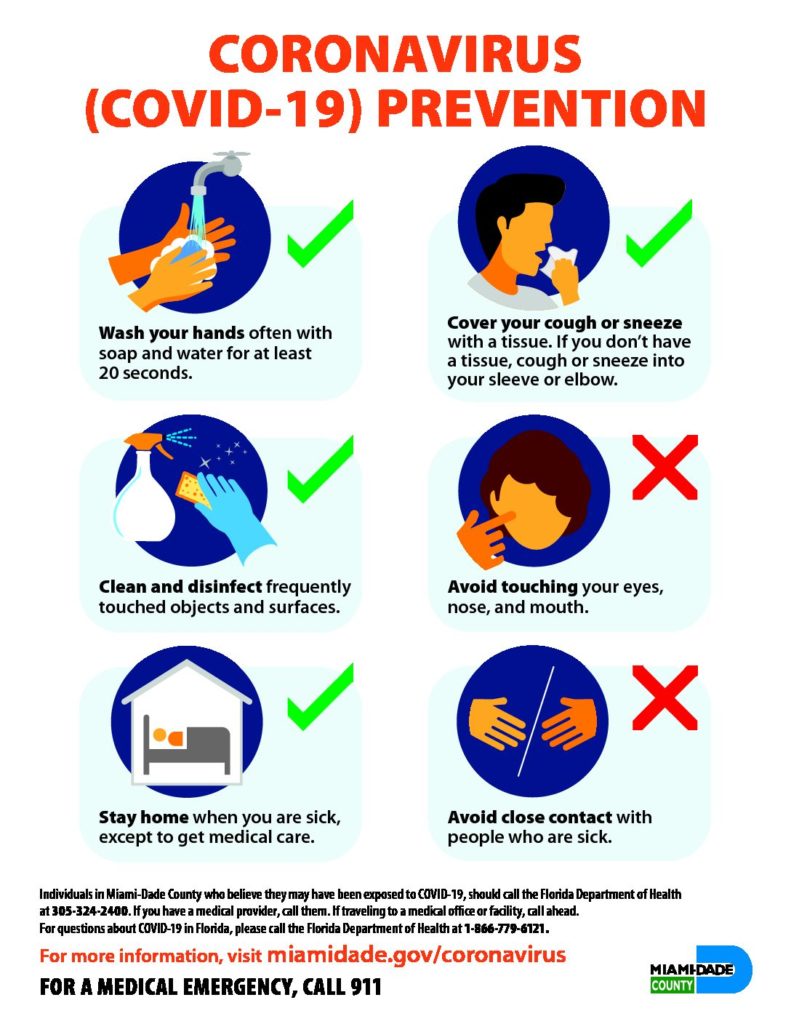 CORONAVIRUS
(COVID-19) PREVENTION
Wash your hands often with
soap and water for at least
20 seconds.
Cover your cough or sneeze
with a tissue. If you don’t have
a tissue, cough or sneeze into
your sleeve or elbow.
Clean and disinfect frequently
touched objects and surfaces.
Avoid touching your eyes,
nose, and mouth.
Stay home when you are sick,
except to get medical care.
Avoid close contact with
people who are sick.
Individuals in Miami-Dade County who believe they may have been exposed to COVID-19, should call the Florida Department of Health
at 305-324-2400. If you have a medical provider, call them. If traveling to a medical office or facility, call ahead.
For questions about COVID-19 in Florida, please call the Florida Department of Health at 1-866-779-6121.
For more information, visit miamidade.gov/coronavirus
FOR A MEDICAL EMERGENCY, CALL 911
MIAMI-DADE
COUNTY